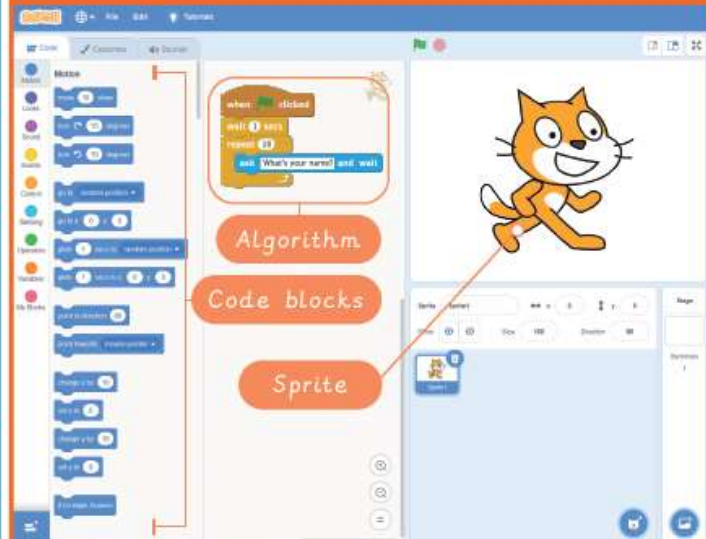 SCRATCH
File Edit Tutorials
Code Costumes Sounds
Motion
Motion
Looks
Sound
Events
Control
Sensing
Operators
Variables
My Blocks
move 10 steps
turn 15 degrees
turn 15 degrees
go to random position
go to x: 0 y: 0
glide 1 secs to random position
glide 1 secs to x: 0 y: 0
point in direction 90
point towards mouse-pointer
change x by 10
set x to 0
change y by 10
set y to 0
if on edge, bounce
when clicked
wait 1 secs
repeat 10
ask What's your name? and wait
Algorithm
Code blocks
Sprite
Sprite Sprite1 x 0 y 0
Show Size 100 Direction 90
Sprite1
Stage
Backdrops
1